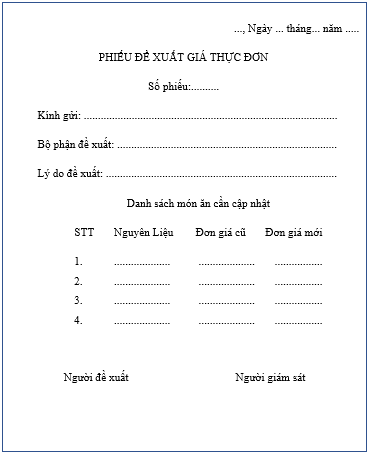 ..., Ngày ... tháng... năm .....
PHIẾU ĐỀ XUẤT GIÁ THỰC ĐƠN
Số phiếu:..........
Kính gửi: ..........................................................................................
Bộ phận đề xuất: ..............................................................................
Lý do đề xuất: ..................................................................................
Danh sách món ăn cần cập nhật
STT Nguyên Liệu Đơn giá cũ Đơn giá mới
1. .................... .................... .................
2. .................... .................... .................
3. .................... .................... .................
4. .................... .................... .................
Người đề xuất Người giám sát